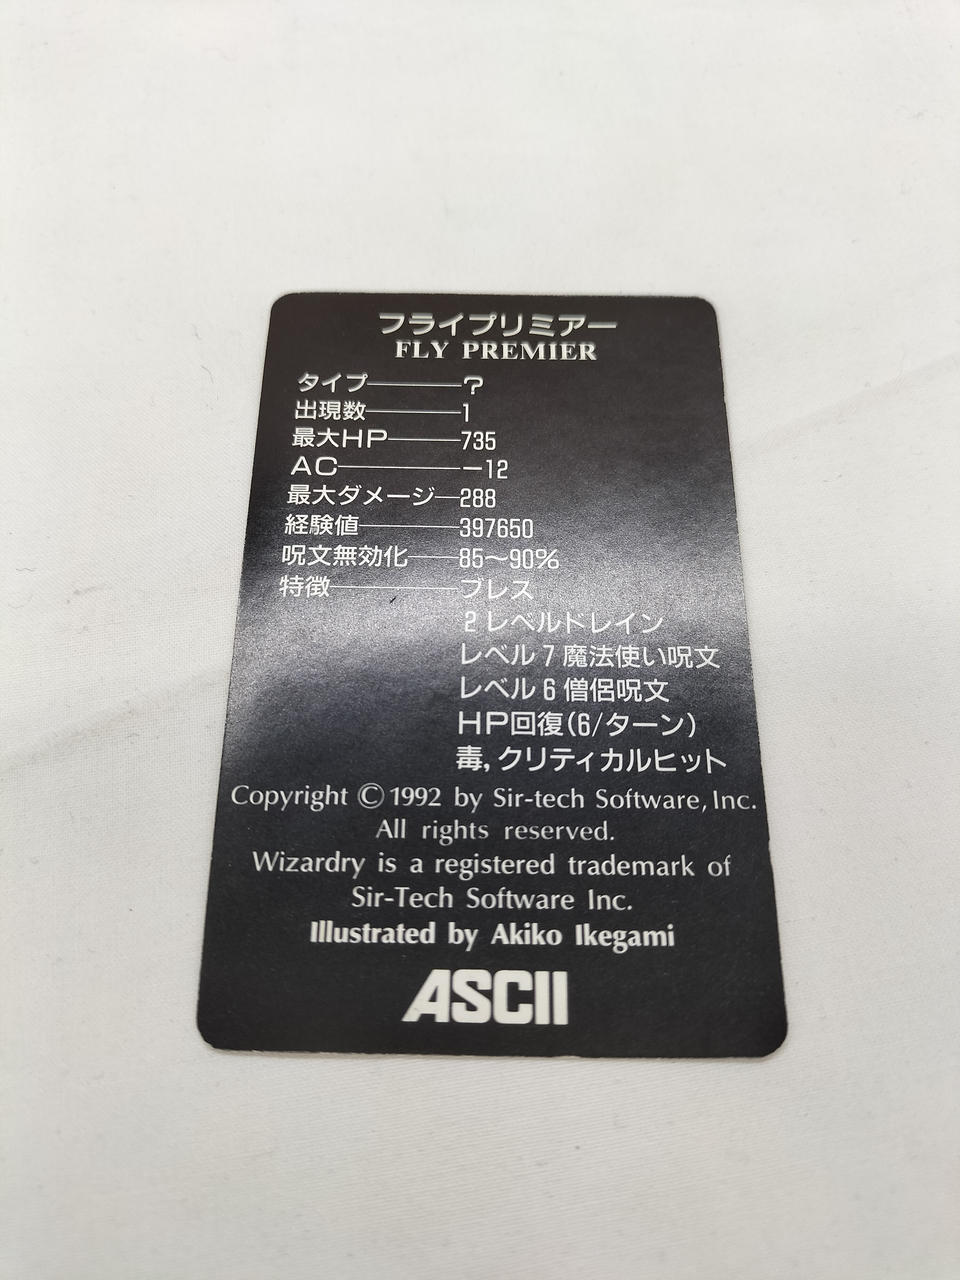 フライプリミアー
FLY PREMIER
タイプ――?
出現数――1
最大HP――735
AC――−12
最大ダメージ―288
経験値――397650
呪文無効化――85〜90%
特徴――ブレス
2レベルドレイン
レベル7魔法使い呪文
レベル6僧侶呪文
HP回復(6/ターン)
毒,クリティカルヒット
Copyright ©1992 by Sir-tech Software, Inc.
All rights reserved.
Wizardry is a registered trademark of
Sir-Tech Software Inc.
Illustrated by Akiko Ikegami
ASCII